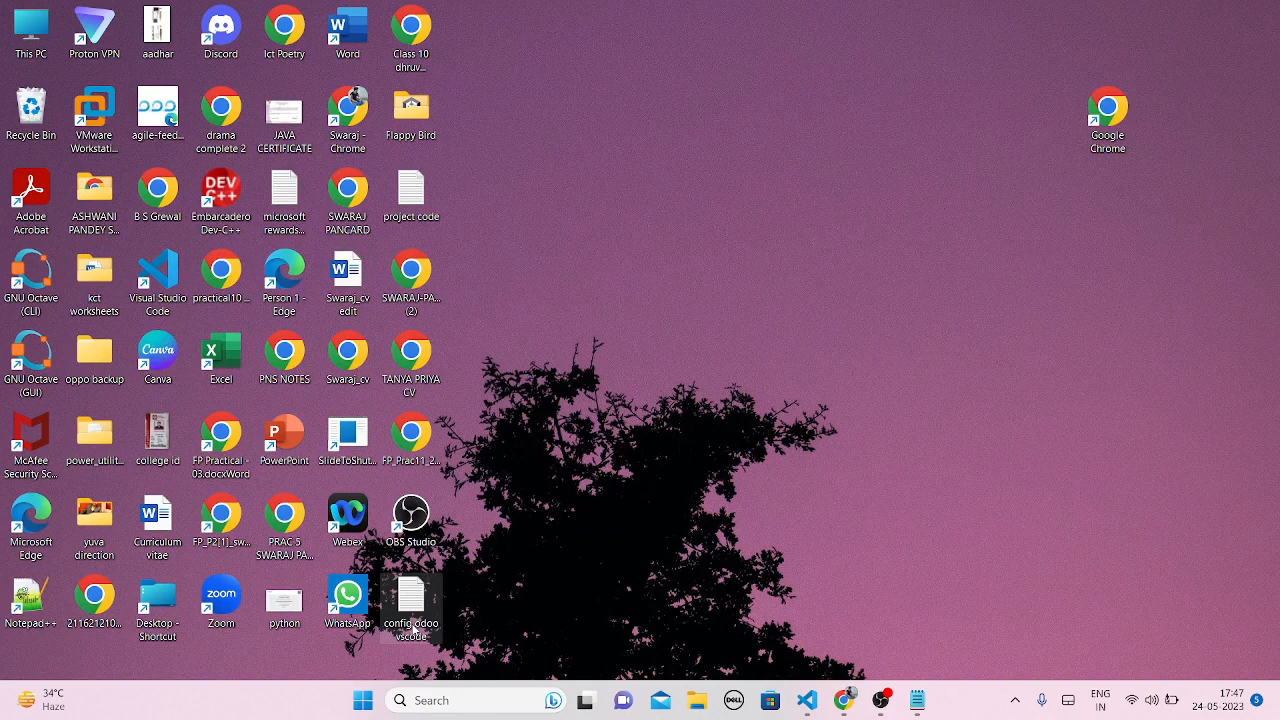 This PC
Proton VPN
aadhar
Discord
Ict Poetry
Word
Class 10
dhruv...
Recycle Bin
VMware
Workstati...
agile-feed...
drama
complete 2
JAVA
CERTIFICATE
Swaraj -
Chrome
Flappy Bird
Google
Chrome
Adobe
Acrobat
ASHWANI
PANDEY S...
B S Grewal
Embarcadero
Dev-C++
microsoft
rewards...
SWARAJ
PANCARD
project code
GNU Octave
(CLI)
kct
worksheets
Visual Studio
Code
practical10 ...
Person 1 -
Edge
Swaraj_cv
edit
SWARAJ-PA...
(2)
GNU Octave
(GUI)
oppo backup
Canva
Excel
PNS NOTES
Swaraj_cv
TANYA PRIYA
CV
McAfee
Security Sc...
power_utilit...
college id
FP Practical -
03.docxWord
PowerPoint
SlideToShut...
FP_Prac11_2...
Microsoft
Edge
yuva
direction
Curriculum
vitae
FP_P2[1]_sw...
PRAC 5
SWARAJ PA...
Webex
OBS Studio
Notepad++
211621210...
Desktop -
Shortcut
Zoom
python
WhatsApp
config odoo
vscode
DEV
C++
Canva
zoom
34°C
Haze
Search
DELL
IN
17:47
24-05-2023
5